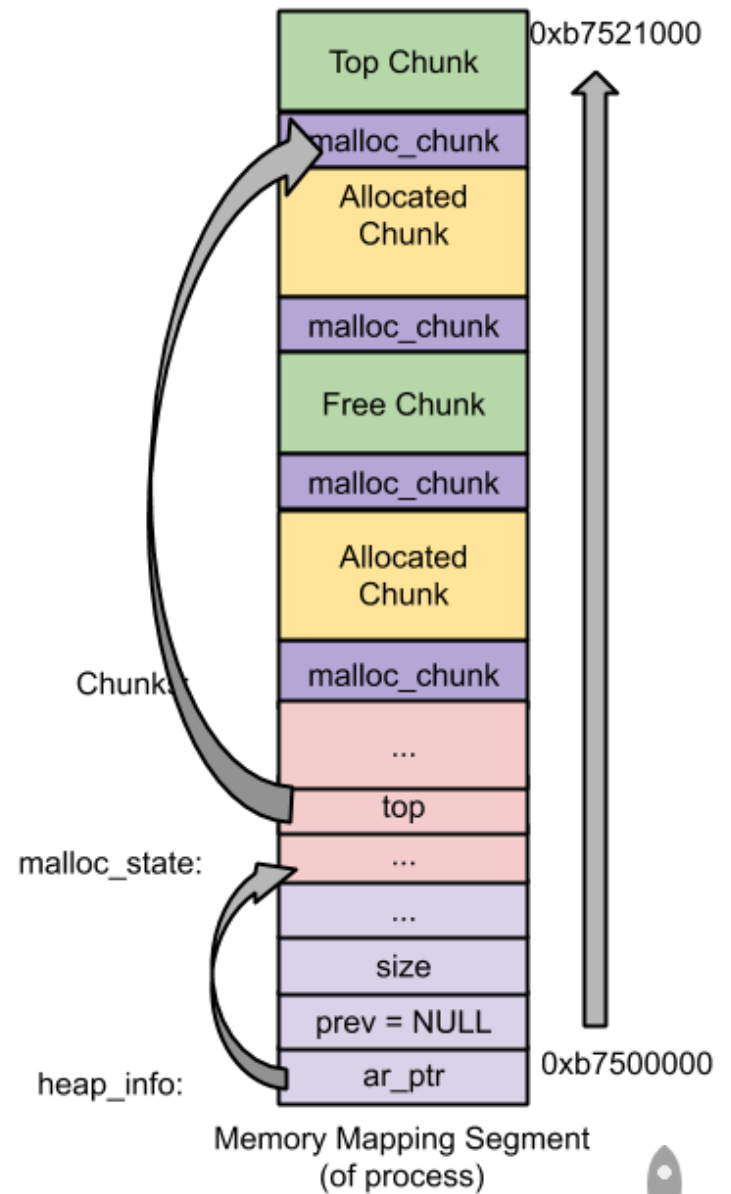 0xb7521000
Top Chunk
malloc_chunk
Allocated
Chunk
malloc_chunk
Free Chunk
malloc_chunk
Allocated
Chunk
Chunks:
malloc_chunk
...
top
malloc_state:
...
...
size
prev = NULL
0xb7500000
heap_info:
ar_ptr
Memory Mapping Segment
(of process)